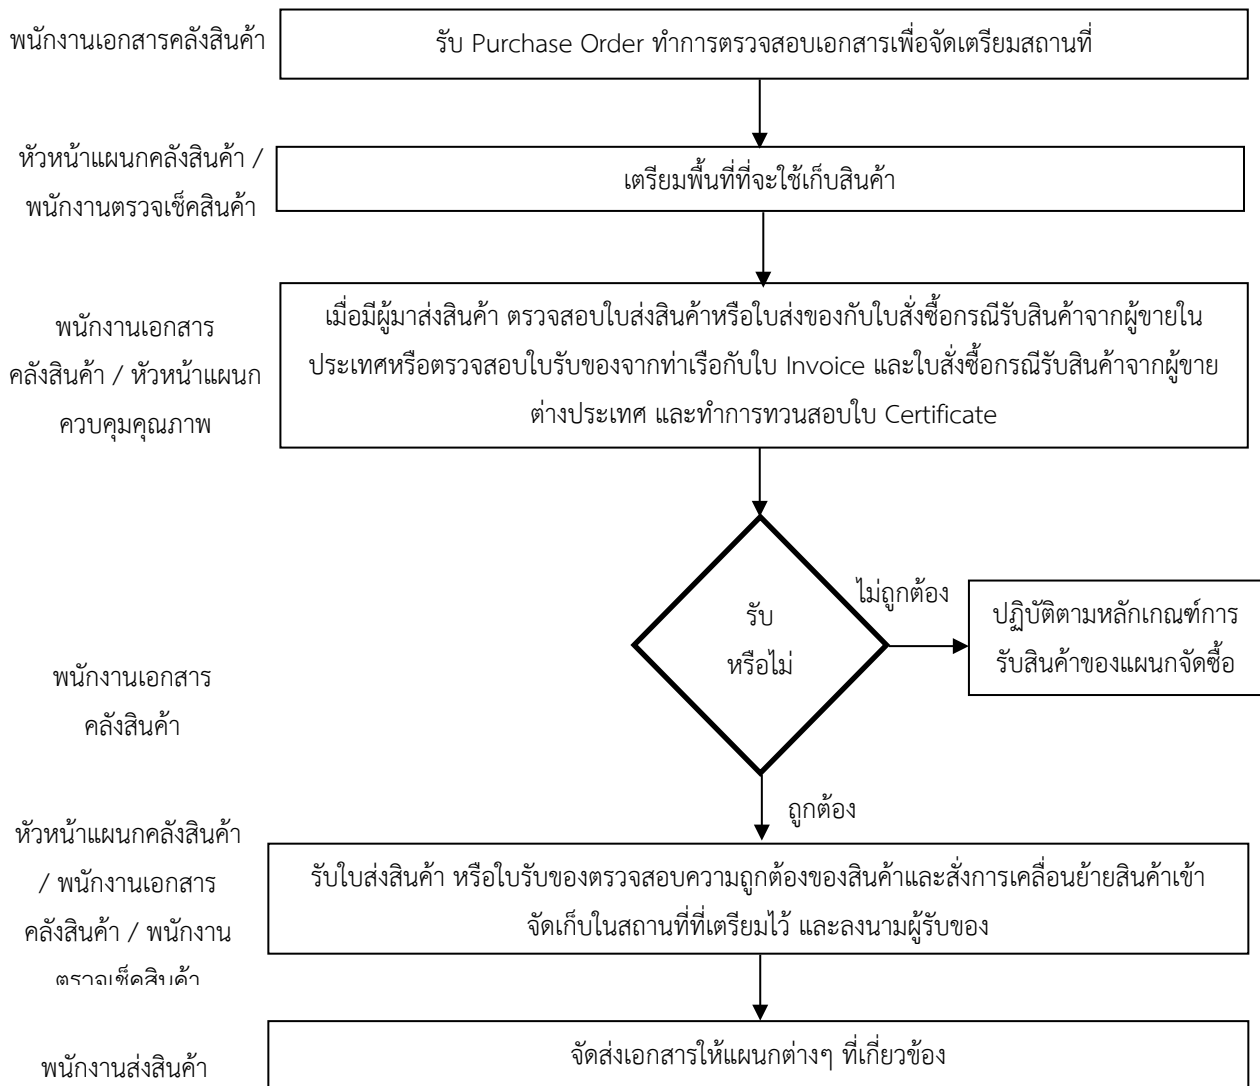 พนักงานเอกสารคลังสินค้า
รับ Purchase Order ทำการตรวจสอบเอกสารเพื่อจัดเตรียมสถานที่
หัวหน้าแผนกคลังสินค้า /
พนักงานตรวจเช็คสินค้า
เตรียมพื้นที่ที่จะใช้เก็บสินค้า
พนักงานเอกสาร
คลังสินค้า / หัวหน้าแผนก
ควบคุมคุณภาพ
เมื่อมีผู้มาส่งสินค้า ตรวจสอบใบส่งสินค้าหรือใบส่งของกับใบสั่งซื้อกรณีรับสินค้าจากผู้ขายใน
ประเทศหรือตรวจสอบใบรับของจากท่าเรือกับใบ Invoice และใบสั่งซื้อกรณีรับสินค้าจากผู้ขาย
ต่างประเทศ และทำการทวนสอบใบ Certificate
พนักงานเอกสาร
คลังสินค้า
รับ
หรือไม่
ไม่ถูกต้อง
ปฏิบัติตามหลักเกณฑ์การ
รับสินค้าของแผนกจัดซื้อ
ถูกต้อง
หัวหน้าแผนกคลังสินค้า
/ พนักงานเอกสาร
คลังสินค้า / พนักงาน
ตรวจเช็คสินค้า
รับใบส่งสินค้า หรือใบรับของตรวจสอบความถูกต้องของสินค้าและสั่งการเคลื่อนย้ายสินค้าเข้า
จัดเก็บในสถานที่ที่เตรียมไว้ และลงนามผู้รับของ
พนักงานส่งสินค้า
จัดส่งเอกสารให้แผนกต่างๆ ที่เกี่ยวข้อง